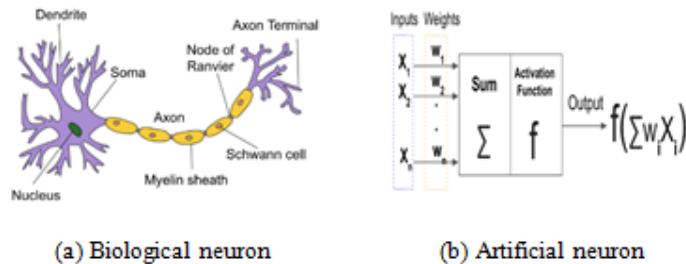 Dendrite
Axon Terminal
Node of
Ranvier
Soma
Axon
Schwann cell
Myelin sheath
Nucleus
(a) Biological neuron
Inputs Weights
X1 w1
X2 w2
.
.
Xn wn
Sum
Σ
Activation
Function
f
Output
f(∑wiXi)
(b) Artificial neuron